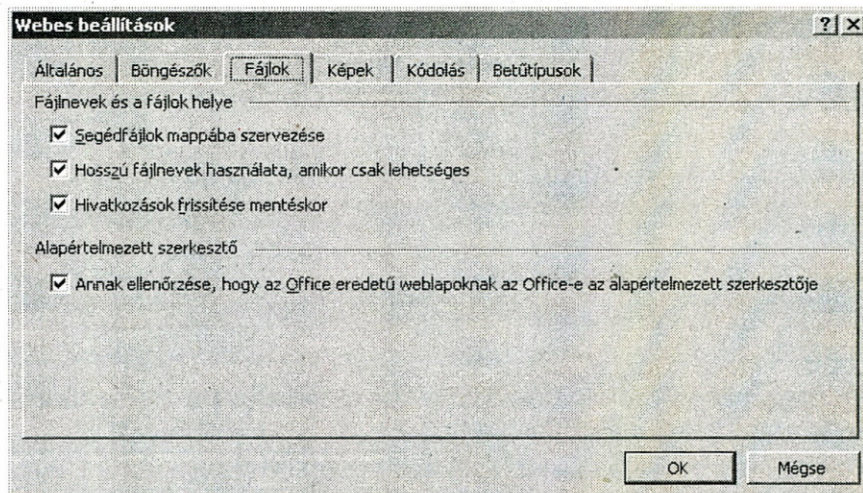 Webes beállítások
Általános Böngészők Fájlok Képek Kódolás Betűtípusok
Fájlnevek és a fájlok helye
Segédfájlok mappába szervezése
Hosszú fájlnevek használata, amikor csak lehetséges
Hivatkozások frissítése mentéskor
Alapértelmezett szerkesztő
Annak ellenőrzése, hogy az Office eredetű weblapoknak az Office-e az alapértelmezett szerkesztője
OK Mégse